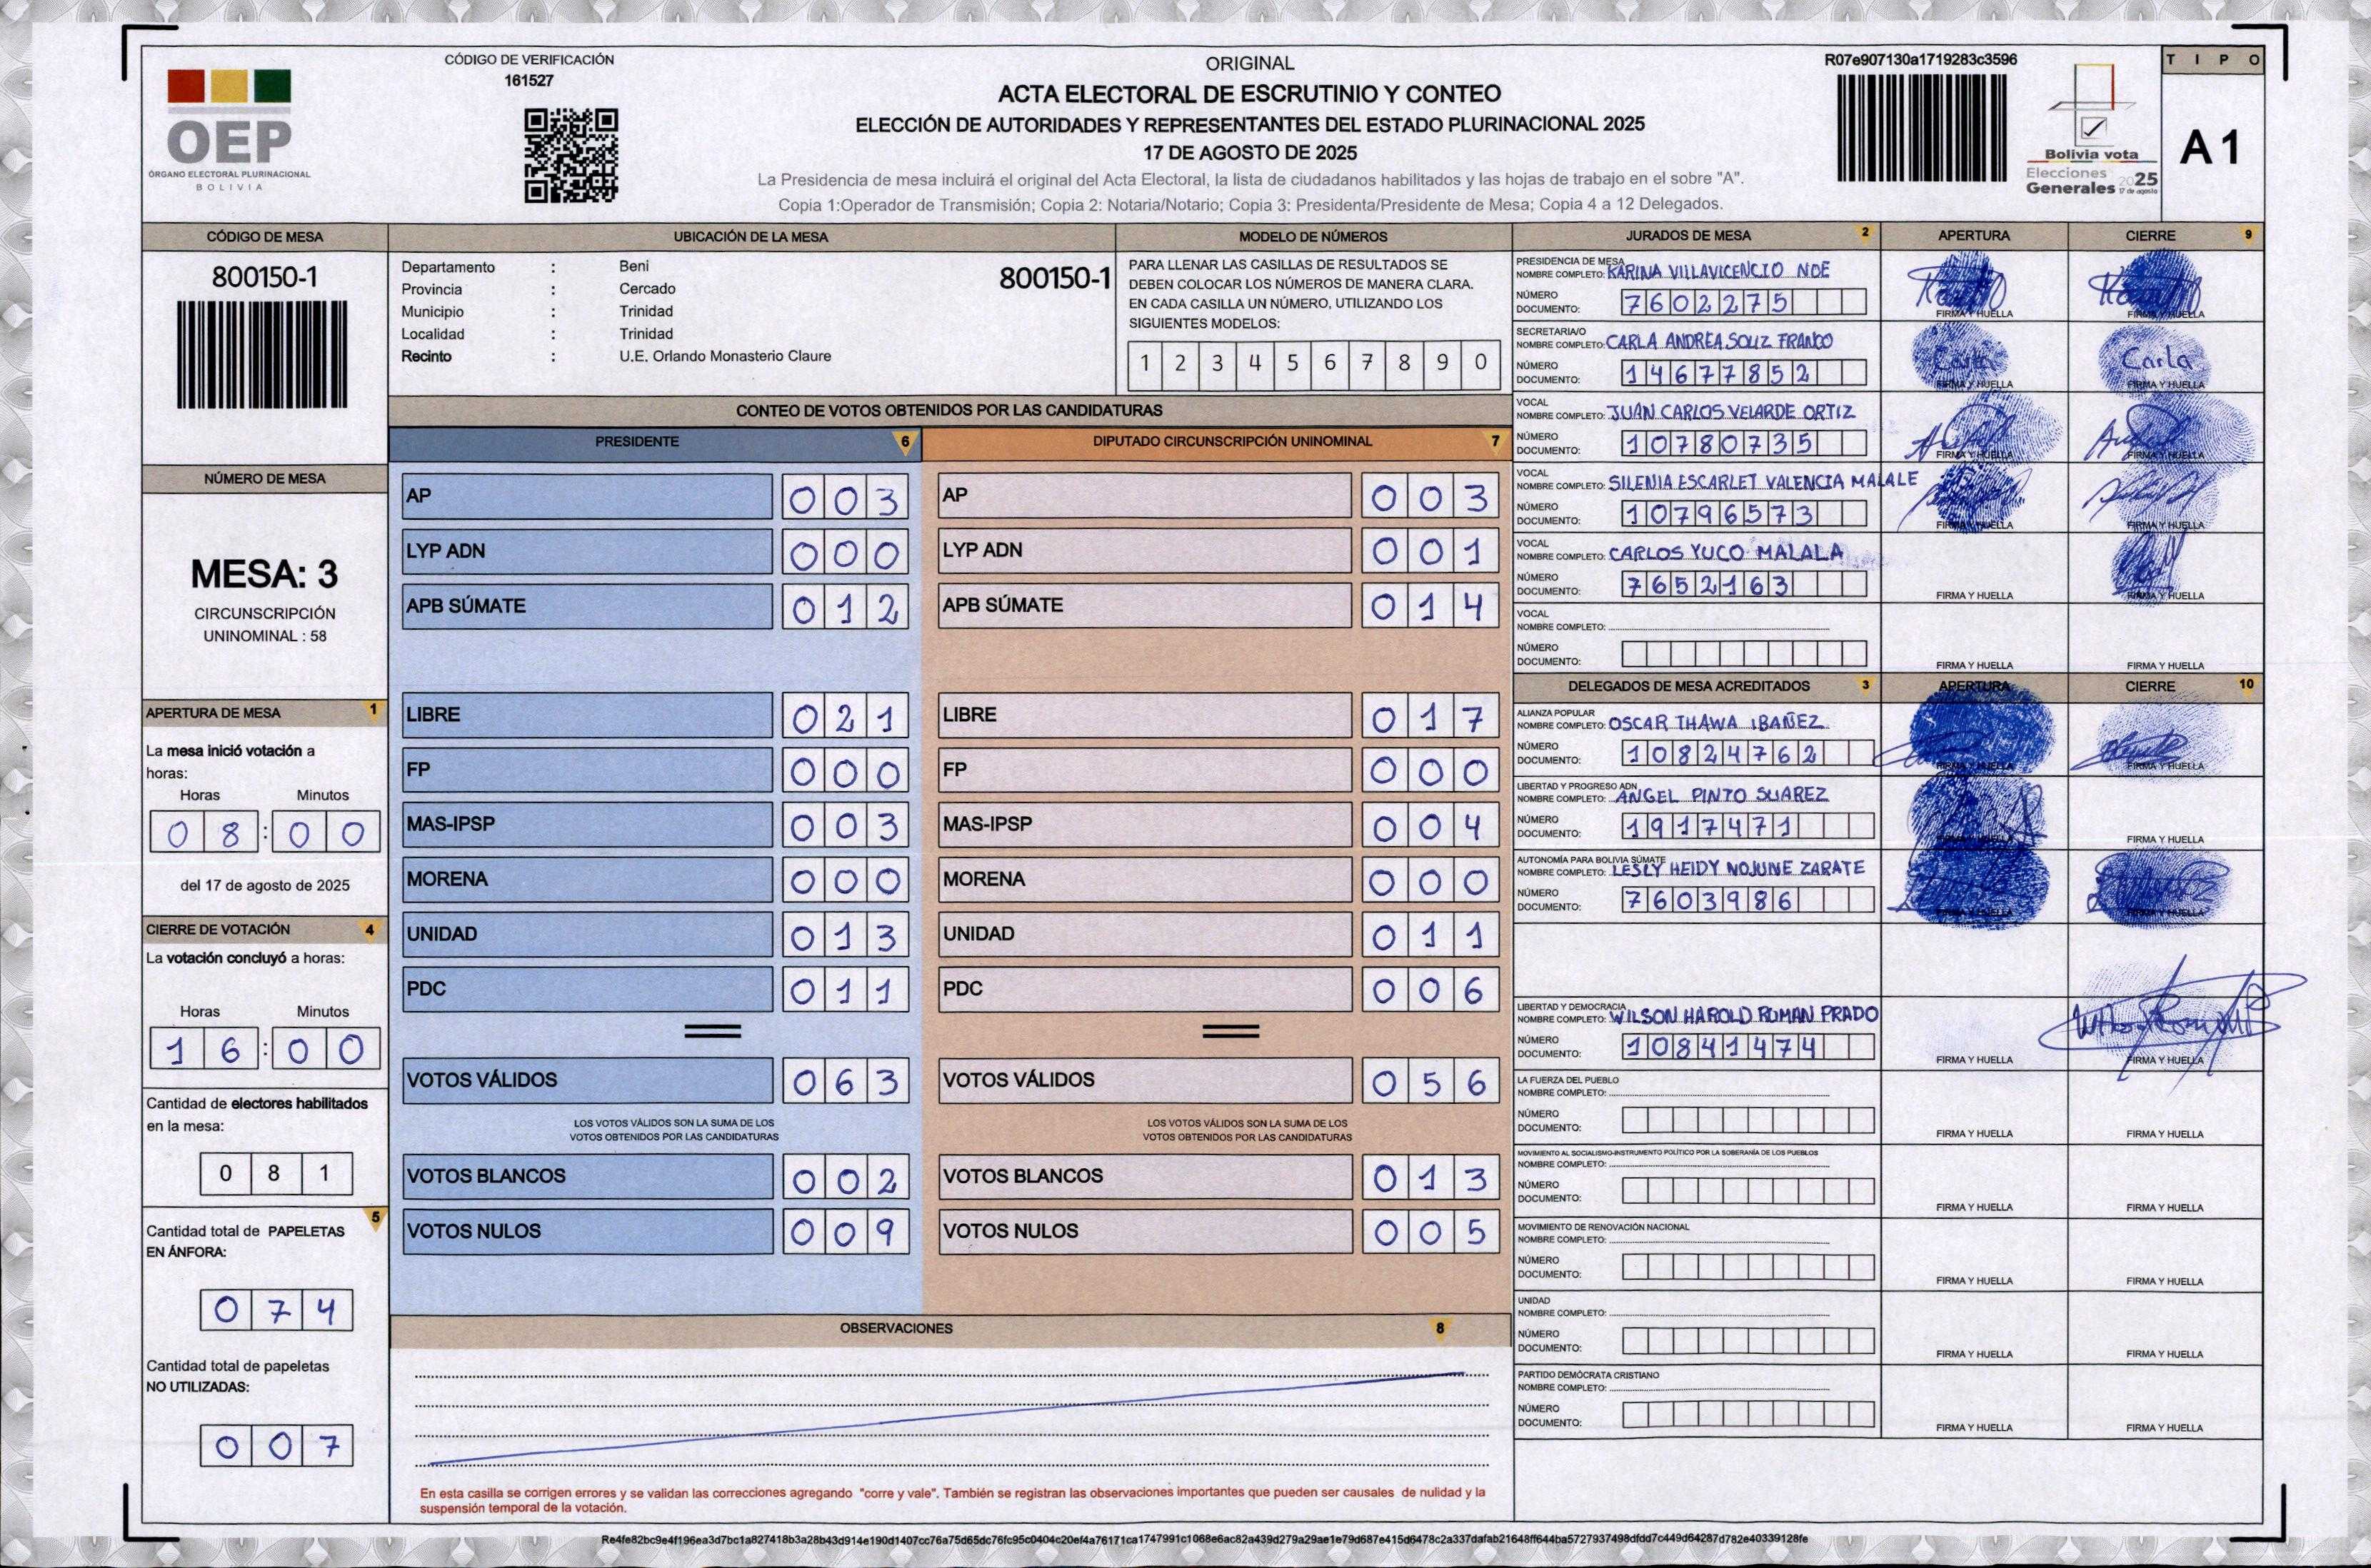 CÓDIGO DE VERIFICACIÓN
161527
OEP
ÓRGANO ELECTORAL PLURINACIONAL
BOLIVIA
ORIGINAL
ACTA ELECTORAL DE ESCRUTINIO Y CONTEO
ELECCIÓN DE AUTORIDADES Y REPRESENTANTES DEL ESTADO PLURINACIONAL 2025
17 DE AGOSTO DE 2025
La Presidencia de mesa incluirá el original del Acta Electoral, la lista de ciudadanos habilitados y las hojas de trabajo en el sobre "A".
Copia 1:Operador de Transmisión; Copia 2: Notaria/Notario; Copia 3: Presidenta/Presidente de Mesa; Copia 4 a 12 Delegados.
R07e907130a1719283c3596
Bolivia vota
Elecciones
Generales 2025
17 de agosto
TIPO
A1
CÓDIGO DE MESA
800150-1
NÚMERO DE MESA
MESA: 3
CIRCUNSCRIPCIÓN
UNINOMINAL : 58
APERTURA DE MESA 1
La mesa inició votación a
horas:
Horas Minutos
08:00
del 17 de agosto de 2025
CIERRE DE VOTACIÓN 4
La votación concluyó a horas:
Horas Minutos
16:00
Cantidad de electores habilitados
en la mesa:
081
5
Cantidad total de PAPELETAS
EN ÁNFORA:
074
Cantidad total de papeletas
NO UTILIZADAS:
007
UBICACIÓN DE LA MESA
Departamento : Beni
800150-1
Provincia : Cercado
Municipio : Trinidad
Localidad : Trinidad
Recinto : U.E. Orlando Monasterio Claure
MODELO DE NÚMEROS
PARA LLENAR LAS CASILLAS DE RESULTADOS SE
DEBEN COLOCAR LOS NÚMEROS DE MANERA CLARA.
EN CADA CASILLA UN NÚMERO, UTILIZANDO LOS
SIGUIENTES MODELOS:
1 2 3 4 5 6 7 8 9 0
CONTEO DE VOTOS OBTENIDOS POR LAS CANDIDATURAS
PRESIDENTE 6
AP 003
LYP ADN 000
APB SÚMATE 012
LIBRE 021
FP 000
MAS-IPSP 003
MORENA 000
UNIDAD 013
PDC 011
=
VOTOS VÁLIDOS 063
LOS VOTOS VÁLIDOS SON LA SUMA DE LOS
VOTOS OBTENIDOS POR LAS CANDIDATURAS
VOTOS BLANCOS 002
VOTOS NULOS 009
DIPUTADO CIRCUNSCRIPCIÓN UNINOMINAL 7
AP 003
LYP ADN 001
APB SÚMATE 014
LIBRE 017
FP 000
MAS-IPSP 004
MORENA 000
UNIDAD 011
PDC 006
=
VOTOS VÁLIDOS 056
LOS VOTOS VÁLIDOS SON LA SUMA DE LOS
VOTOS OBTENIDOS POR LAS CANDIDATURAS
VOTOS BLANCOS 013
VOTOS NULOS 005
OBSERVACIONES 8
En esta casilla se corrigen errores y se validan las correcciones agregando "corre y vale". También se registran las observaciones importantes que pueden ser causales de nulidad y la
suspensión temporal de la votación.
JURADOS DE MESA 2 APERTURA CIERRE 9
PRESIDENCIA DE MESA
NOMBRE COMPLETO: KARINA VILLAVICENCIO NOE
NÚMERO
DOCUMENTO: 7602275 FIRMA Y HUELLA FIRMA Y HUELLA
SECRETARIA/O
NOMBRE COMPLETO: CARLA ANDREA SOLIZ FRANCO
Carla Carla
NÚMERO
DOCUMENTO: 14677852 FIRMA Y HUELLA FIRMA Y HUELLA
VOCAL
NOMBRE COMPLETO: JUAN CARLOS VELARDE ORTIZ
NÚMERO
DOCUMENTO: 10780735 FIRMA Y HUELLA FIRMA Y HUELLA
VOCAL
NOMBRE COMPLETO: SILENIA ESCARLET VALENCIA MALALE
NÚMERO
DOCUMENTO: 10796573 FIRMA Y HUELLA FIRMA Y HUELLA
VOCAL
NOMBRE COMPLETO: CARLOS YUCO MALALA
NÚMERO
DOCUMENTO: 7652163 FIRMA Y HUELLA FIRMA Y HUELLA
VOCAL
NOMBRE COMPLETO:
NÚMERO
DOCUMENTO: FIRMA Y HUELLA FIRMA Y HUELLA
DELEGADOS DE MESA ACREDITADOS 3 APERTURA CIERRE 10
ALIANZA POPULAR
NOMBRE COMPLETO: OSCAR THAWA IBAÑEZ
NÚMERO
DOCUMENTO: 10824762 FIRMA Y HUELLA FIRMA Y HUELLA
LIBERTAD Y PROGRESO ADN
NOMBRE COMPLETO: ANGEL PINTO SUAREZ
NÚMERO
DOCUMENTO: 1917471 FIRMA Y HUELLA FIRMA Y HUELLA
AUTONOMÍA PARA BOLIVIA SÚMATE
NOMBRE COMPLETO: LESLY HEIDY NOJUNE ZARATE
NÚMERO
DOCUMENTO: 7603986 FIRMA Y HUELLA FIRMA Y HUELLA
LIBERTAD Y DEMOCRACIA
NOMBRE COMPLETO: WILSON HAROLD ROMAN PRADO
NÚMERO
DOCUMENTO: 10841474 FIRMA Y HUELLA FIRMA Y HUELLA
LA FUERZA DEL PUEBLO
NOMBRE COMPLETO:
NÚMERO
DOCUMENTO: FIRMA Y HUELLA FIRMA Y HUELLA
MOVIMIENTO AL SOCIALISMO-INSTRUMENTO POLÍTICO POR LA SOBERANÍA DE LOS PUEBLOS
NOMBRE COMPLETO:
NÚMERO
DOCUMENTO: FIRMA Y HUELLA FIRMA Y HUELLA
MOVIMIENTO DE RENOVACIÓN NACIONAL
NOMBRE COMPLETO:
NÚMERO
DOCUMENTO: FIRMA Y HUELLA FIRMA Y HUELLA
UNIDAD
NOMBRE COMPLETO:
NÚMERO
DOCUMENTO: FIRMA Y HUELLA FIRMA Y HUELLA
PARTIDO DEMÓCRATA CRISTIANO
NOMBRE COMPLETO:
NÚMERO
DOCUMENTO: FIRMA Y HUELLA FIRMA Y HUELLA